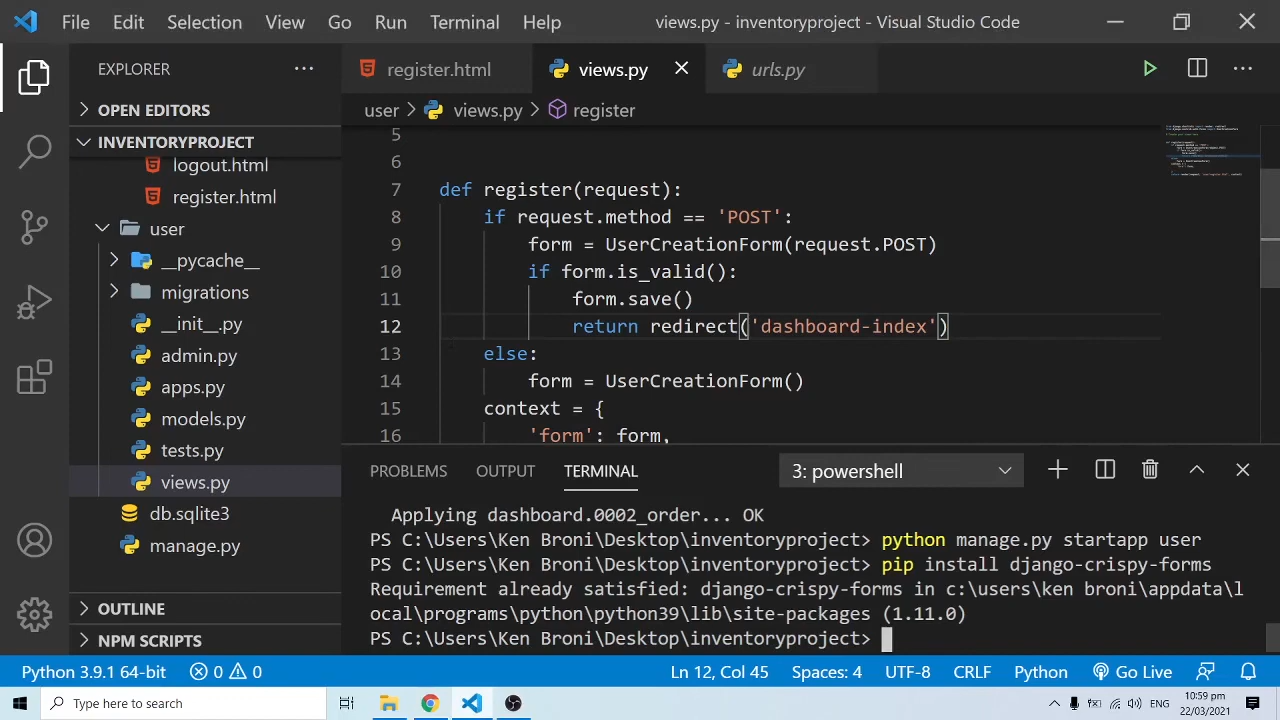 File Edit Selection View Go Run Terminal Help views.py - inventoryproject - Visual Studio Code
EXPLORER
OPEN EDITORS
INVENTORYPROJECT
logout.html
register.html
user
__pycache__
migrations
__init__.py
admin.py
apps.py
models.py
tests.py
views.py
db.sqlite3
manage.py
OUTLINE
NPM SCRIPTS
register.html views.py urls.py
user views.py register
5
6
7 def register(request):
8 if request.method == 'POST':
9 form = UserCreationForm(request.POST)
10 if form.is_valid():
11 form.save()
12 return redirect('dashboard-index')
13 else:
14 form = UserCreationForm()
15 context = {
16 'form': form,
PROBLEMS OUTPUT TERMINAL 3: powershell
Applying dashboard.0002_order... OK
PS C:\Users\Ken Broni\Desktop\inventoryproject> python manage.py startapp user
PS C:\Users\Ken Broni\Desktop\inventoryproject> pip install django-crispy-forms
Requirement already satisfied: django-crispy-forms in c:\users\ken broni\appdata\l
ocal\programs\python\python39\lib\site-packages (1.11.0)
PS C:\Users\Ken Broni\Desktop\inventoryproject>
Python 3.9.1 64-bit 0 0 Ln 12, Col 45 Spaces: 4 UTF-8 CRLF Python Go Live
Type here to search ENG 10:59 pm
22/03/2021